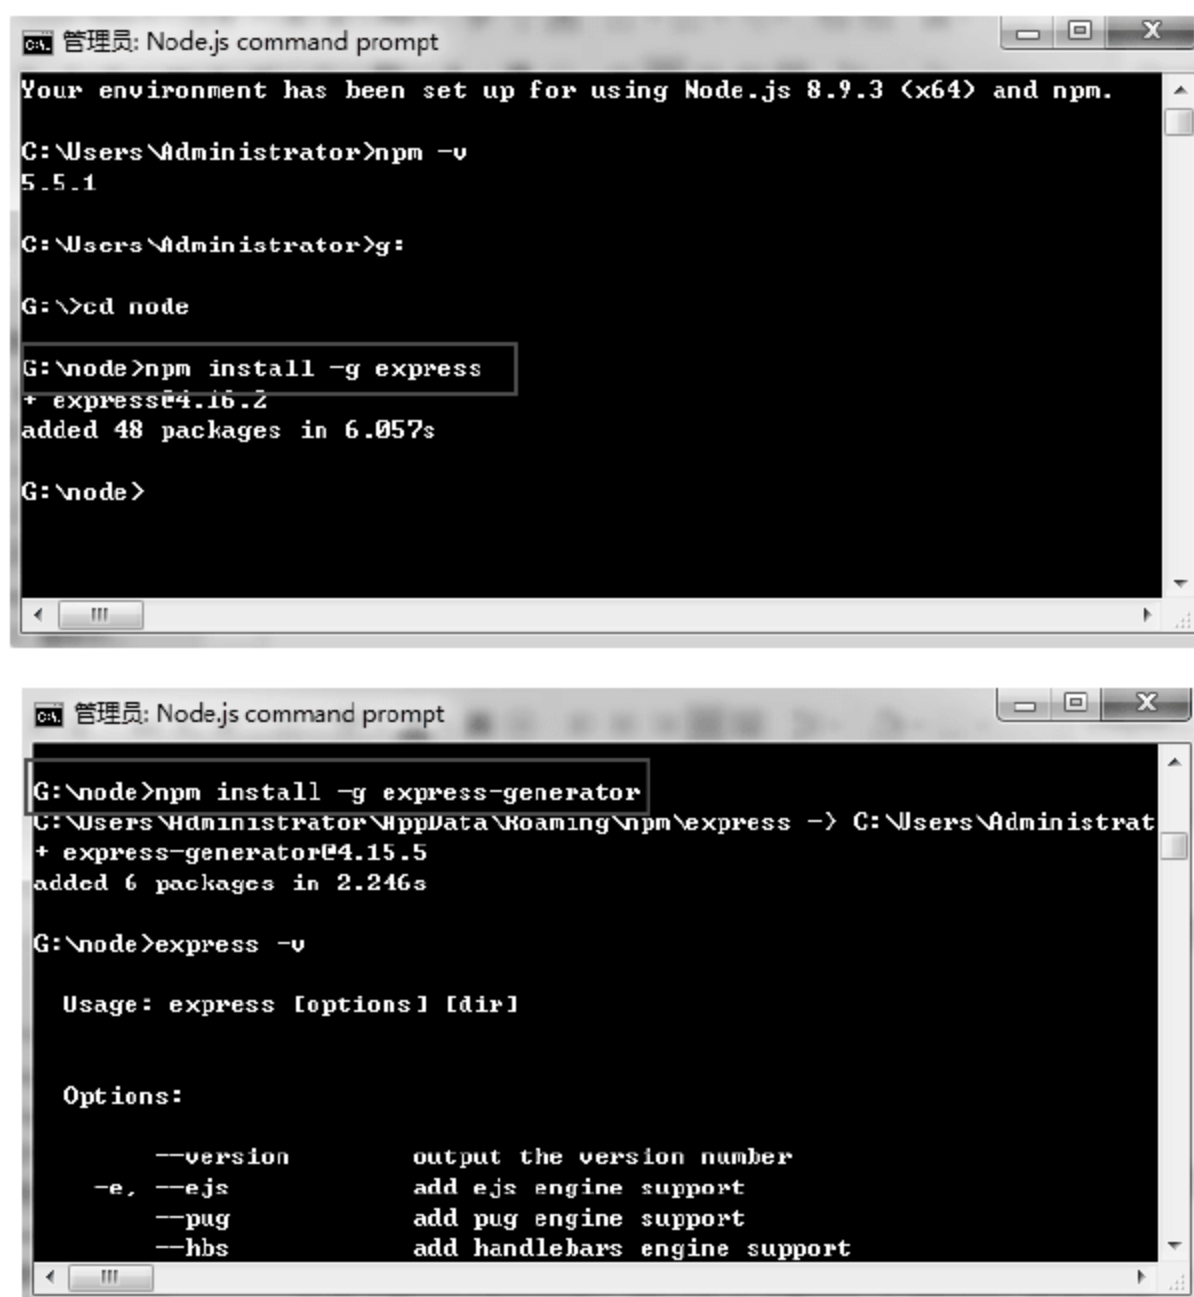 管理员: Node.js command prompt
Your environment has been set up for using Node.js 8.9.3 (x64) and npm.
C:\Users\Administrator>npm -v
5.5.1
C:\Users\Administrator>g:
G:\>cd node
G:\node>npm install -g express
+ express@4.16.2
added 48 packages in 6.057s
G:\node>
管理员: Node.js command prompt
G:\node>npm install -g express-generator
C:\Users\Administrator\AppData\Roaming\npm\express -> C:\Users\Administrat
+ express-generator@4.15.5
added 6 packages in 2.246s
G:\node>express -v
Usage: express [options] [dir]
Options:
--version output the version number
-e, --ejs add ejs engine support
--pug add pug engine support
--hbs add handlebars engine support